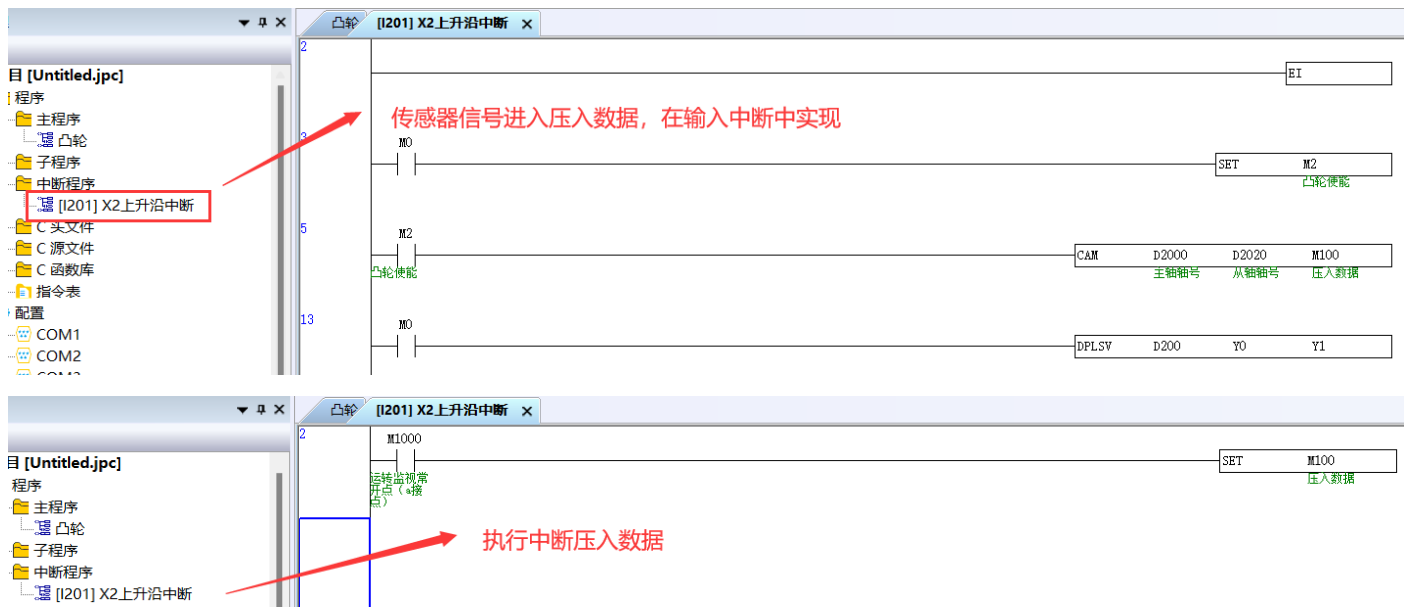 凸轮 [I201] X2上升沿中断
目 [Untitled.jpc]
程序
主程序
凸轮
子程序
中断程序
[I201] X2上升沿中断
C 头文件
C 源文件
C 函数库
指令表
配置
COM1
COM2
2
EI
传感器信号进入压入数据，在输入中断中实现
3
M0
SET M2
凸轮使能
5
M2
凸轮使能
CAM D2000 D2020 M100
主轴轴号 从轴轴号 压入数据
13
M0
DPLSV D200 Y0 Y1
凸轮 [I201] X2上升沿中断
目 [Untitled.jpc]
程序
主程序
凸轮
子程序
中断程序
[I201] X2上升沿中断
2
M1000
运转监视常
开点（a接
点）
SET M100
压入数据
执行中断压入数据